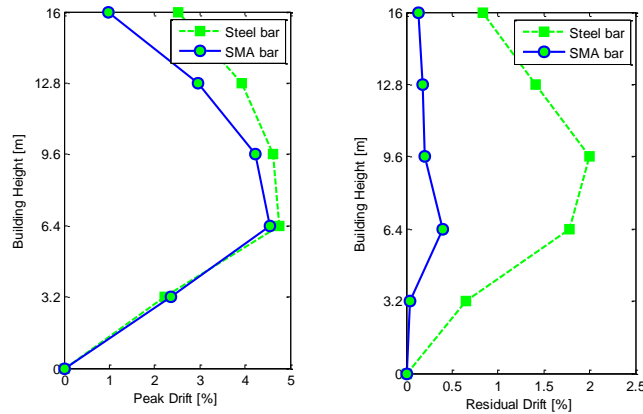 16
12.8
9.6
6.4
3.2
0
Building Height [m]
0 1 2 3 4 5
Peak Drift [%]
Steel bar
SMA bar
16
12.8
9.6
6.4
3.2
0
Building Height [m]
0 0.5 1 1.5 2 2.5
Residual Drift [%]
Steel bar
SMA bar